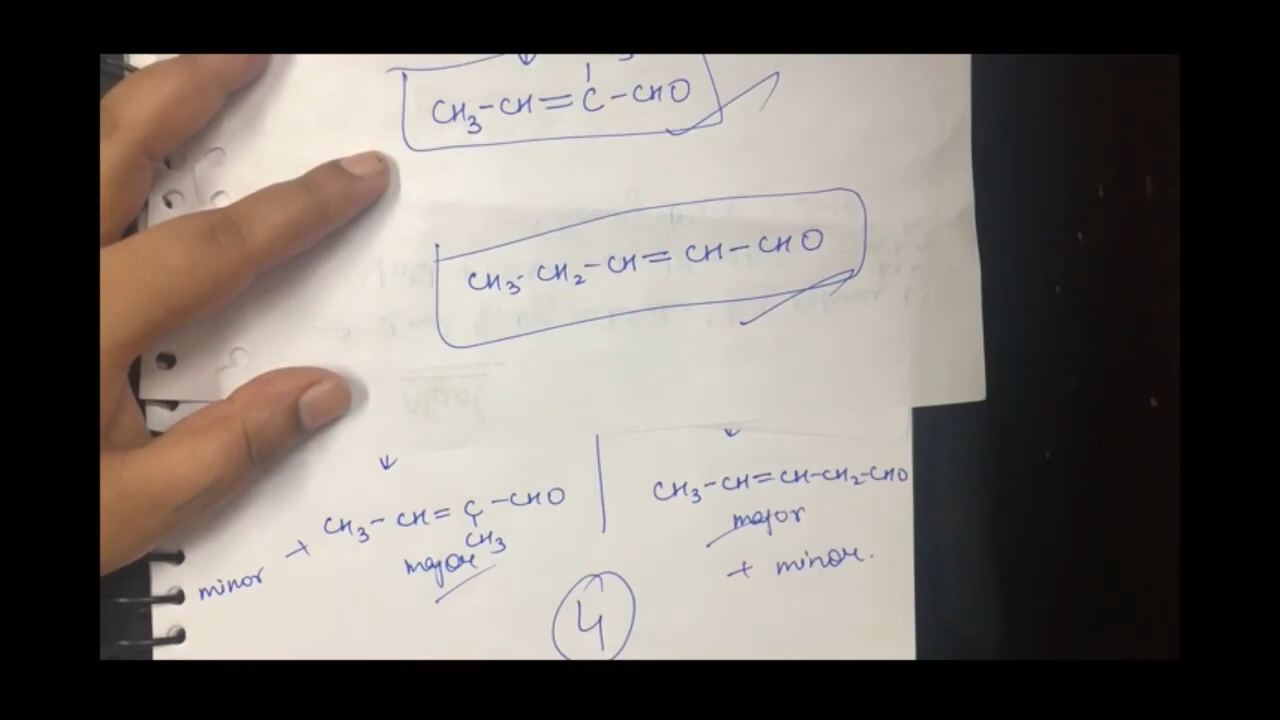 CH₃-CH=C-CHO
CH₃-CH₂-CH=CH-CHO
CH₃-CH=C-CHO
CH₃
major
+ minor
CH₃-CH=CH-CH₂-CHO
major
+ minor.
4